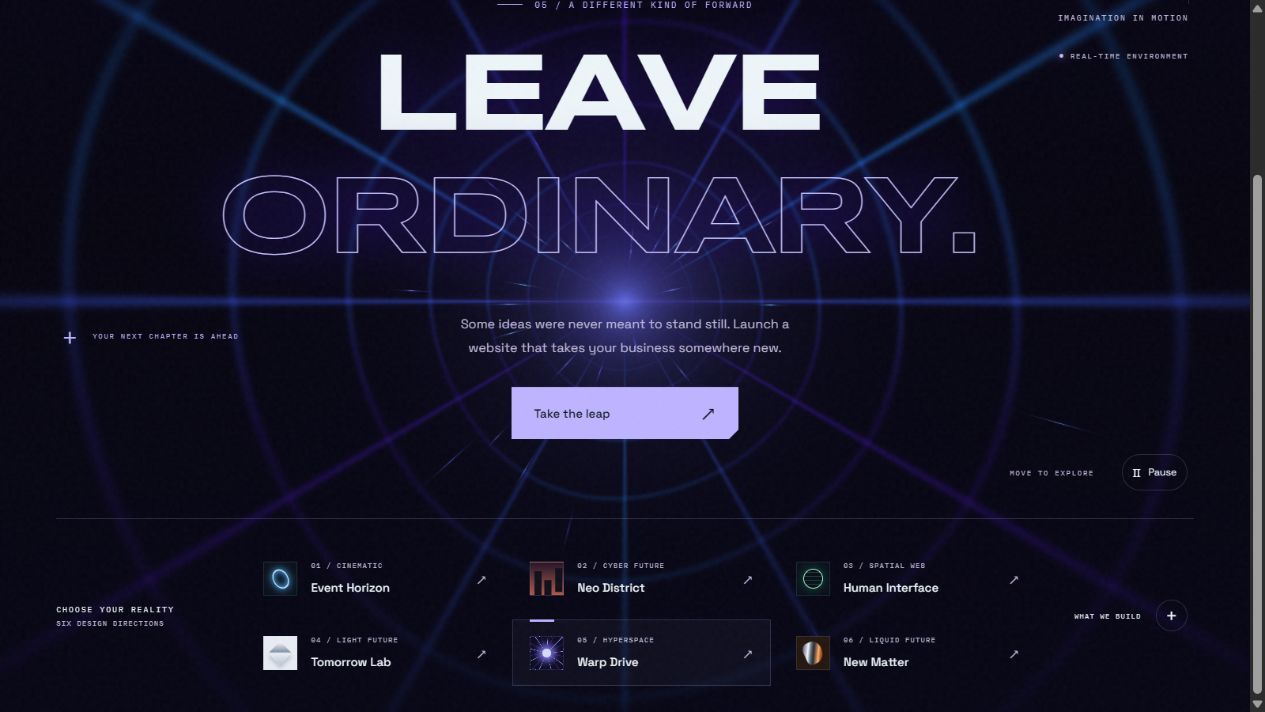 05 / A DIFFERENT KIND OF FORWARD
IMAGINATION IN MOTION
REAL-TIME ENVIRONMENT
LEAVE
ORDINARY.
YOUR NEXT CHAPTER IS AHEAD
Some ideas were never meant to stand still. Launch a
website that takes your business somewhere new.
Take the leap ↗
MOVE TO EXPLORE
Pause
CHOOSE YOUR REALITY
SIX DESIGN DIRECTIONS
01 / CINEMATIC
Event Horizon ↗
02 / CYBER FUTURE
Neo District ↗
03 / SPATIAL WEB
Human Interface ↗
04 / LIGHT FUTURE
Tomorrow Lab ↗
05 / HYPERSPACE
Warp Drive ↗
06 / LIQUID FUTURE
New Matter ↗
WHAT WE BUILD +